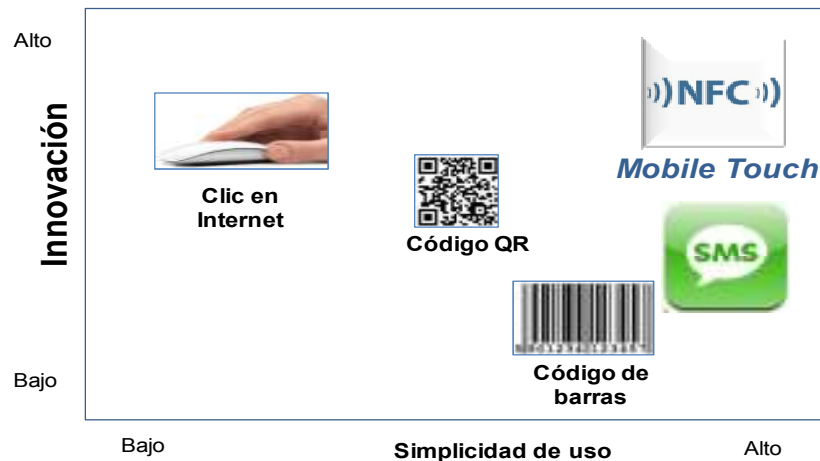 Alto
Innovación
Bajo
Clic en
Internet
Código QR
NFC
Mobile Touch
SMS
Código de
barras
Bajo
Simplicidad de uso
Alto